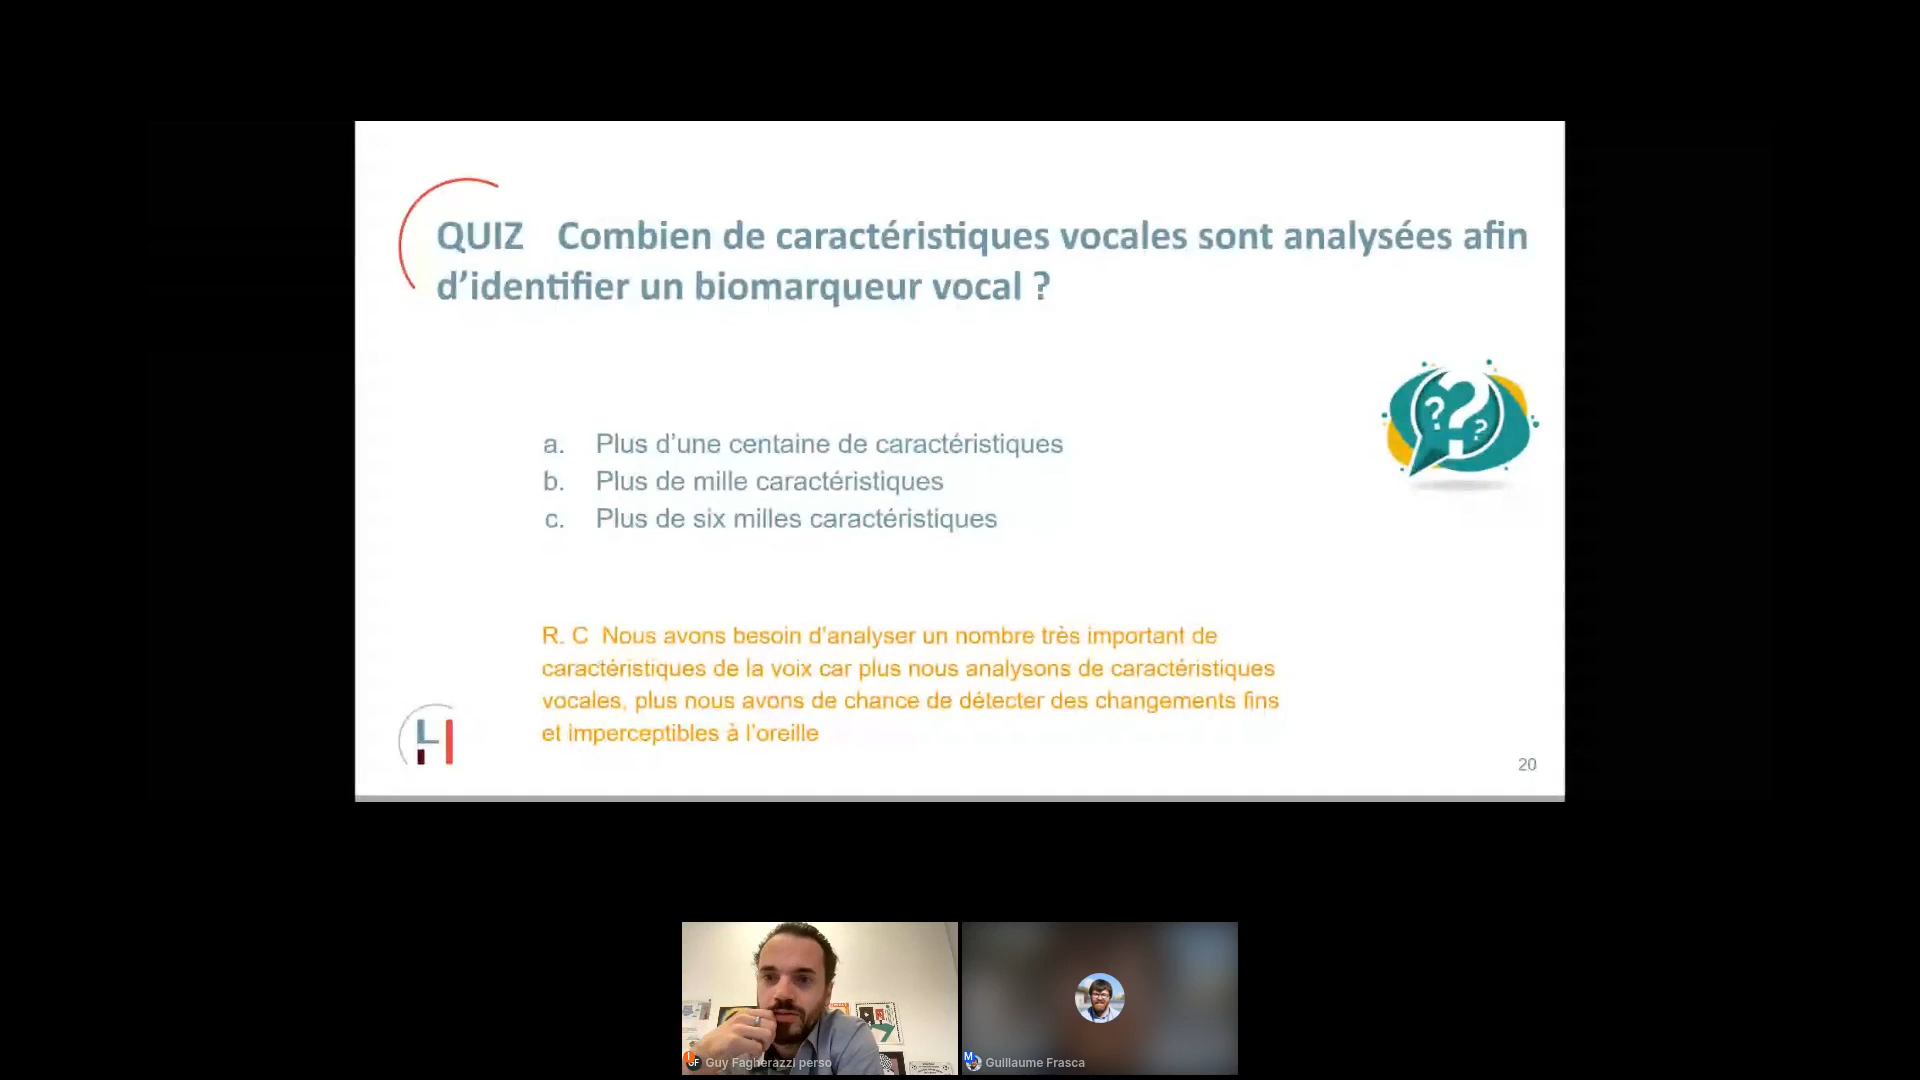 QUIZ Combien de caractéristiques vocales sont analysées afin
d’identifier un biomarqueur vocal ?
a. Plus d’une centaine de caractéristiques
b. Plus de mille caractéristiques
c. Plus de six milles caractéristiques
R. C Nous avons besoin d’analyser un nombre très important de
caractéristiques de la voix car plus nous analysons de caractéristiques
vocales, plus nous avons de chance de détecter des changements fins
et imperceptibles à l’oreille
20
GF Guy Fagherazzi perso
M Guillaume Frasca